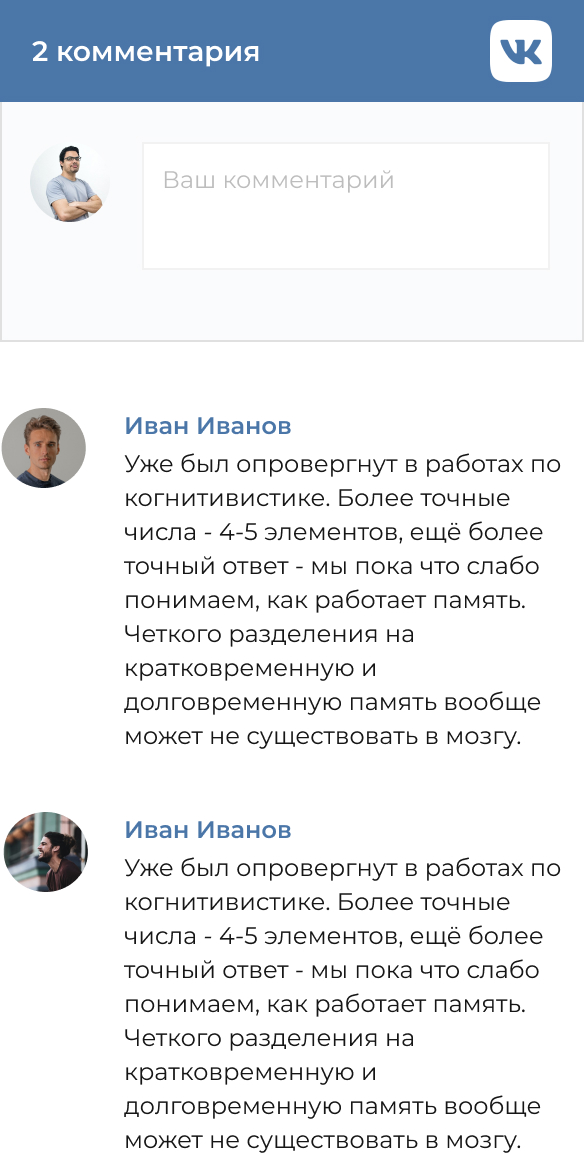 2 комментария
Ваш комментарий
Иван Иванов
Уже был опровергнут в работах по
когнитивистике. Более точные
числа - 4-5 элементов, ещё более
точный ответ - мы пока что слабо
понимаем, как работает память.
Четкого разделения на
кратковременную и
долговременную память вообще
может не существовать в мозгу.
Иван Иванов
Уже был опровергнут в работах по
когнитивистике. Более точные
числа - 4-5 элементов, ещё более
точный ответ - мы пока что слабо
понимаем, как работает память.
Четкого разделения на
кратковременную и
долговременную память вообще
может не существовать в мозгу.